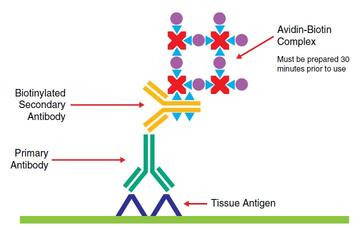 Avidin-Biotin
Complex
Must be prepared 30
minutes prior to use
Biotinylated
Secondary
Antibody
Primary
Antibody
Tissue Antigen